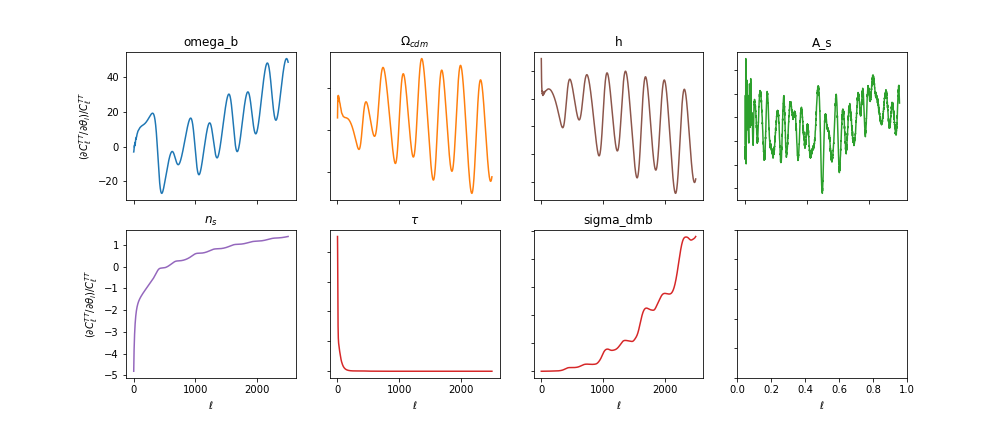 omega_b
Ω_{cdm}
h
A_s
(∂C_ℓ^{TT}/∂θ_i)/C_ℓ^{TT}
40
20
0
−20
n_s
τ
sigma_dmb
(∂C_ℓ^{TT}/∂θ_i)/C_ℓ^{TT}
1
0
−1
−2
−3
−4
−5
0 1000 2000
0 1000 2000
0 1000 2000
0.0 0.2 0.4 0.6 0.8 1.0
ℓ ℓ ℓ ℓ